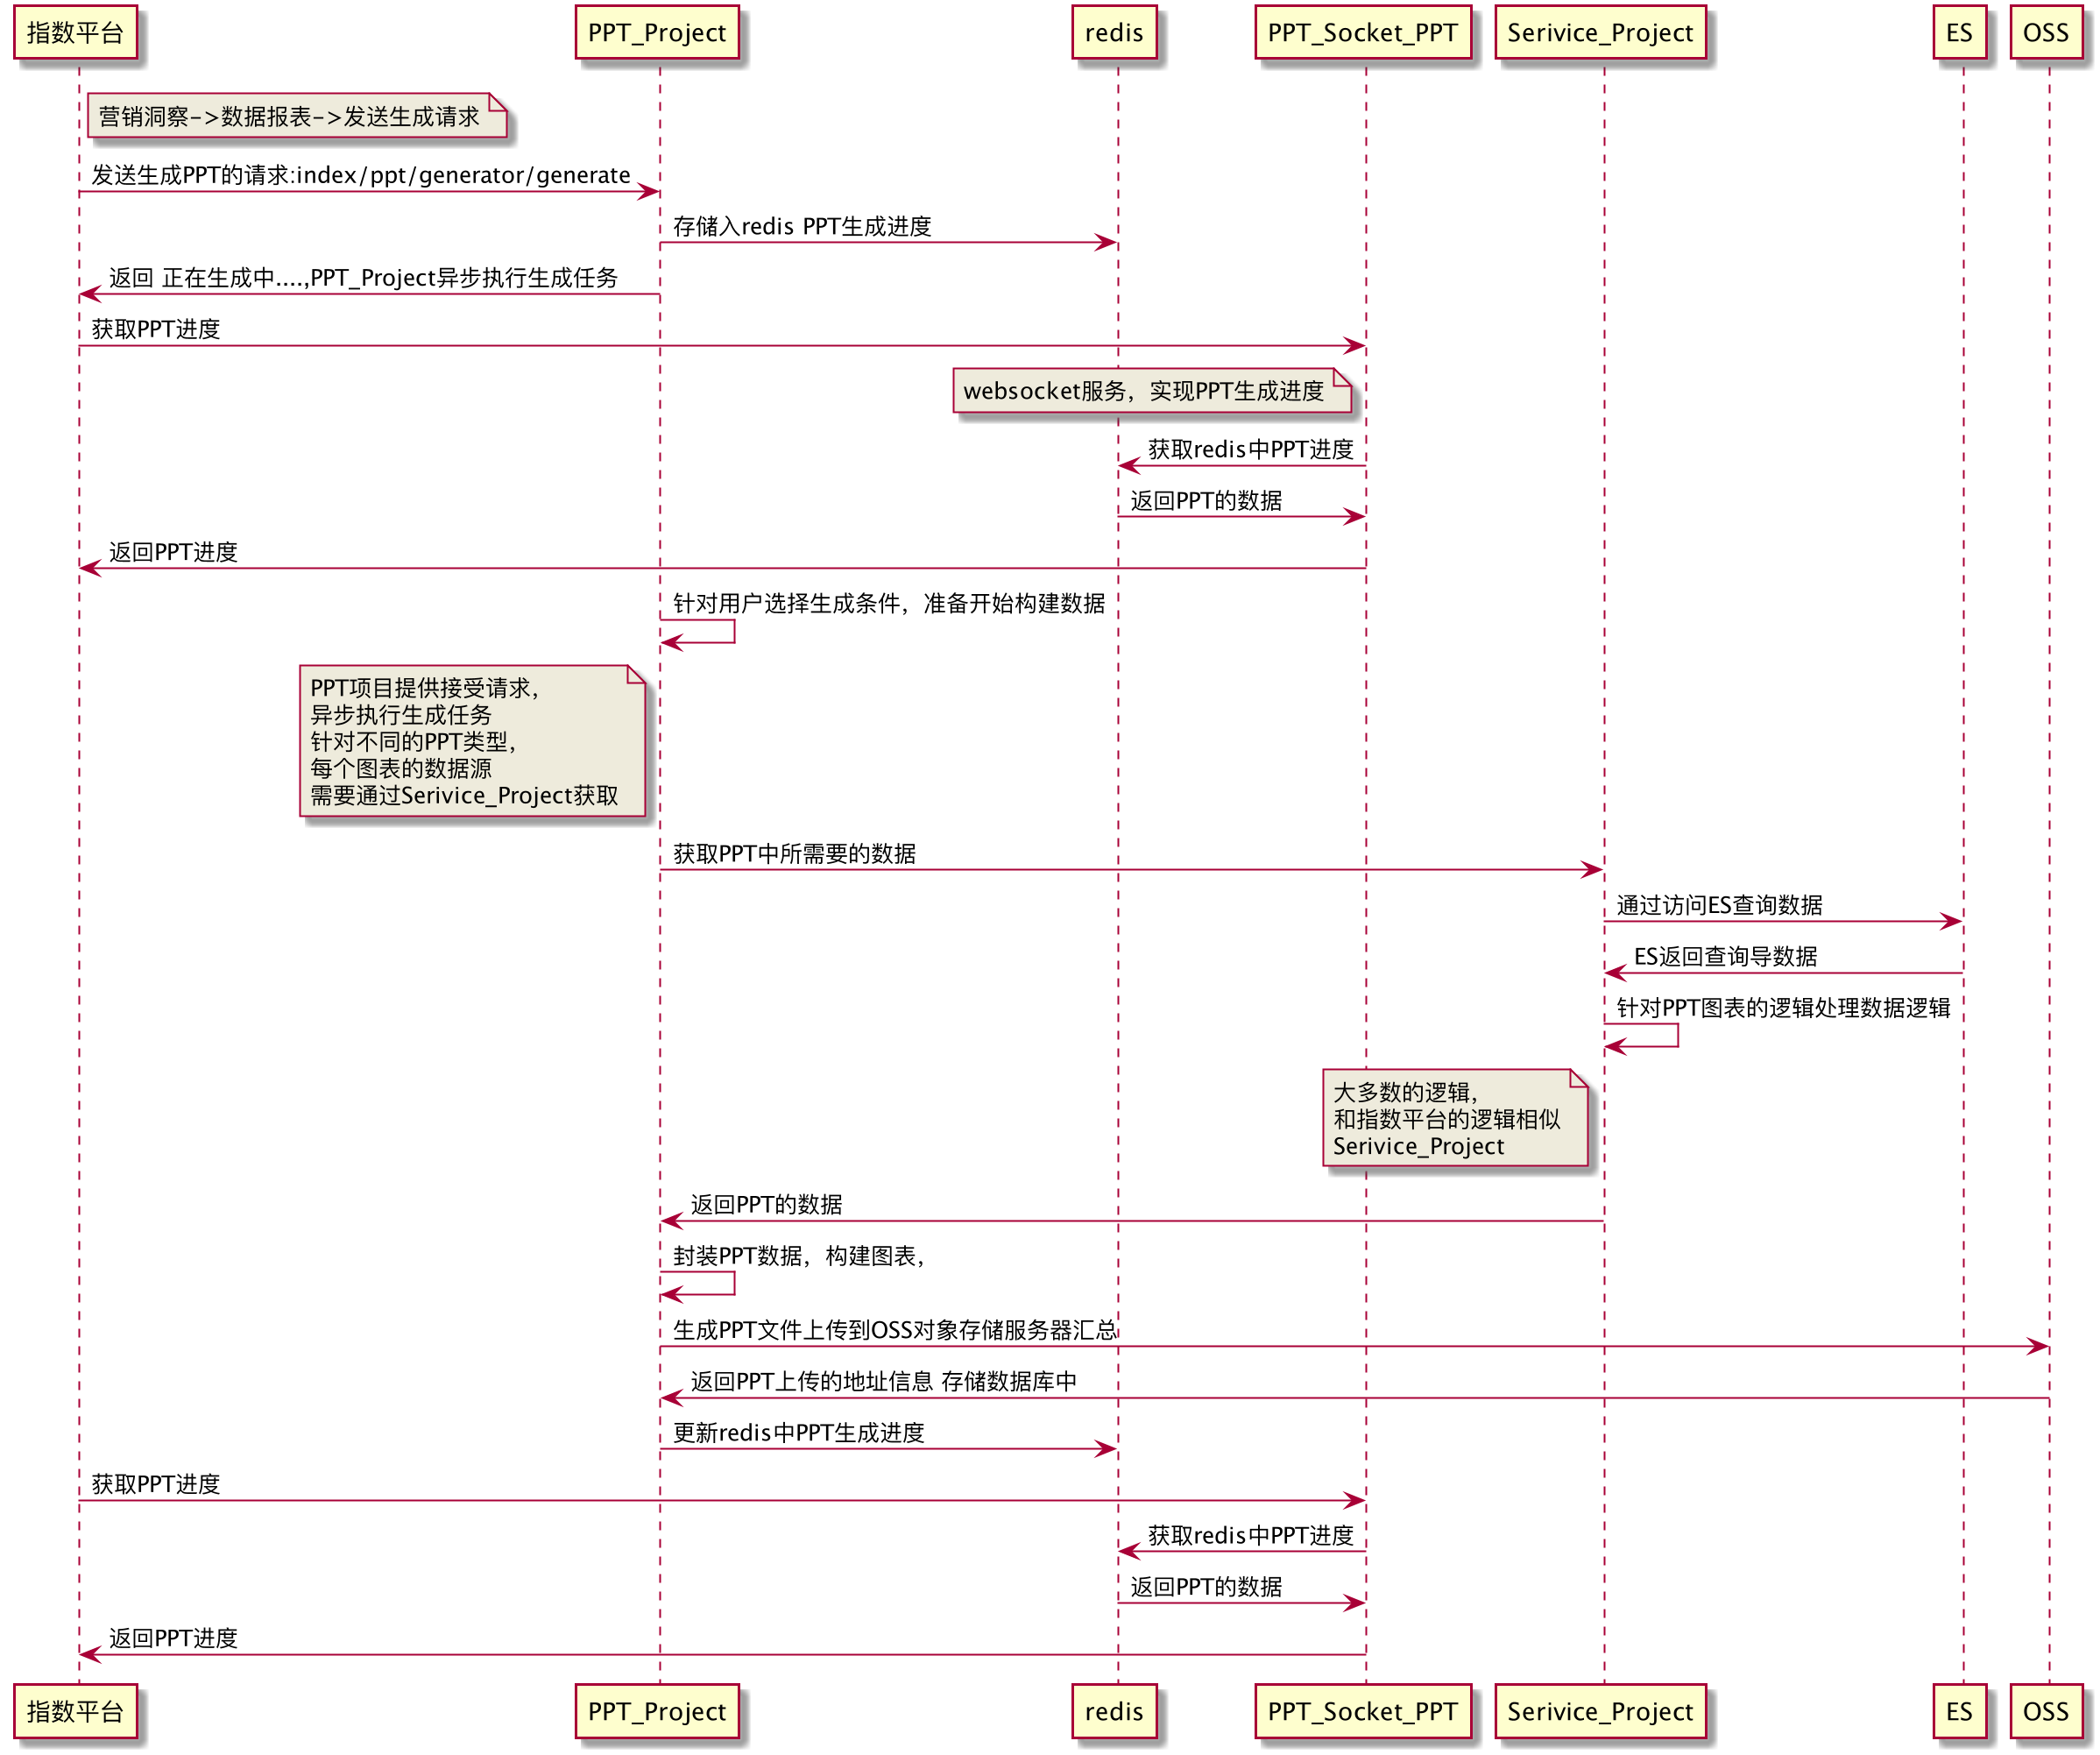 指数平台
PPT_Project
redis
PPT_Socket_PPT
Serivice_Project
ES
OSS
营销洞察->数据报表->发送生成请求
发送生成PPT的请求:index/ppt/generator/generate
存储入redis PPT生成进度
返回 正在生成中....,PPT_Project异步执行生成任务
获取PPT进度
websocket服务，实现PPT生成进度
获取redis中PPT进度
返回PPT的数据
返回PPT进度
针对用户选择生成条件，准备开始构建数据
PPT项目提供接受请求，
异步执行生成任务
针对不同的PPT类型，
每个图表的数据源
需要通过Serivice_Project获取
获取PPT中所需要的数据
通过访问ES查询数据
ES返回查询导数据
针对PPT图表的逻辑处理数据逻辑
大多数的逻辑，
和指数平台的逻辑相似
Serivice_Project
返回PPT的数据
封装PPT数据，构建图表，
生成PPT文件上传到OSS对象存储服务器汇总
返回PPT上传的地址信息 存储数据库中
更新redis中PPT生成进度
获取PPT进度
获取redis中PPT进度
返回PPT的数据
返回PPT进度
指数平台
PPT_Project
redis
PPT_Socket_PPT
Serivice_Project
ES
OSS